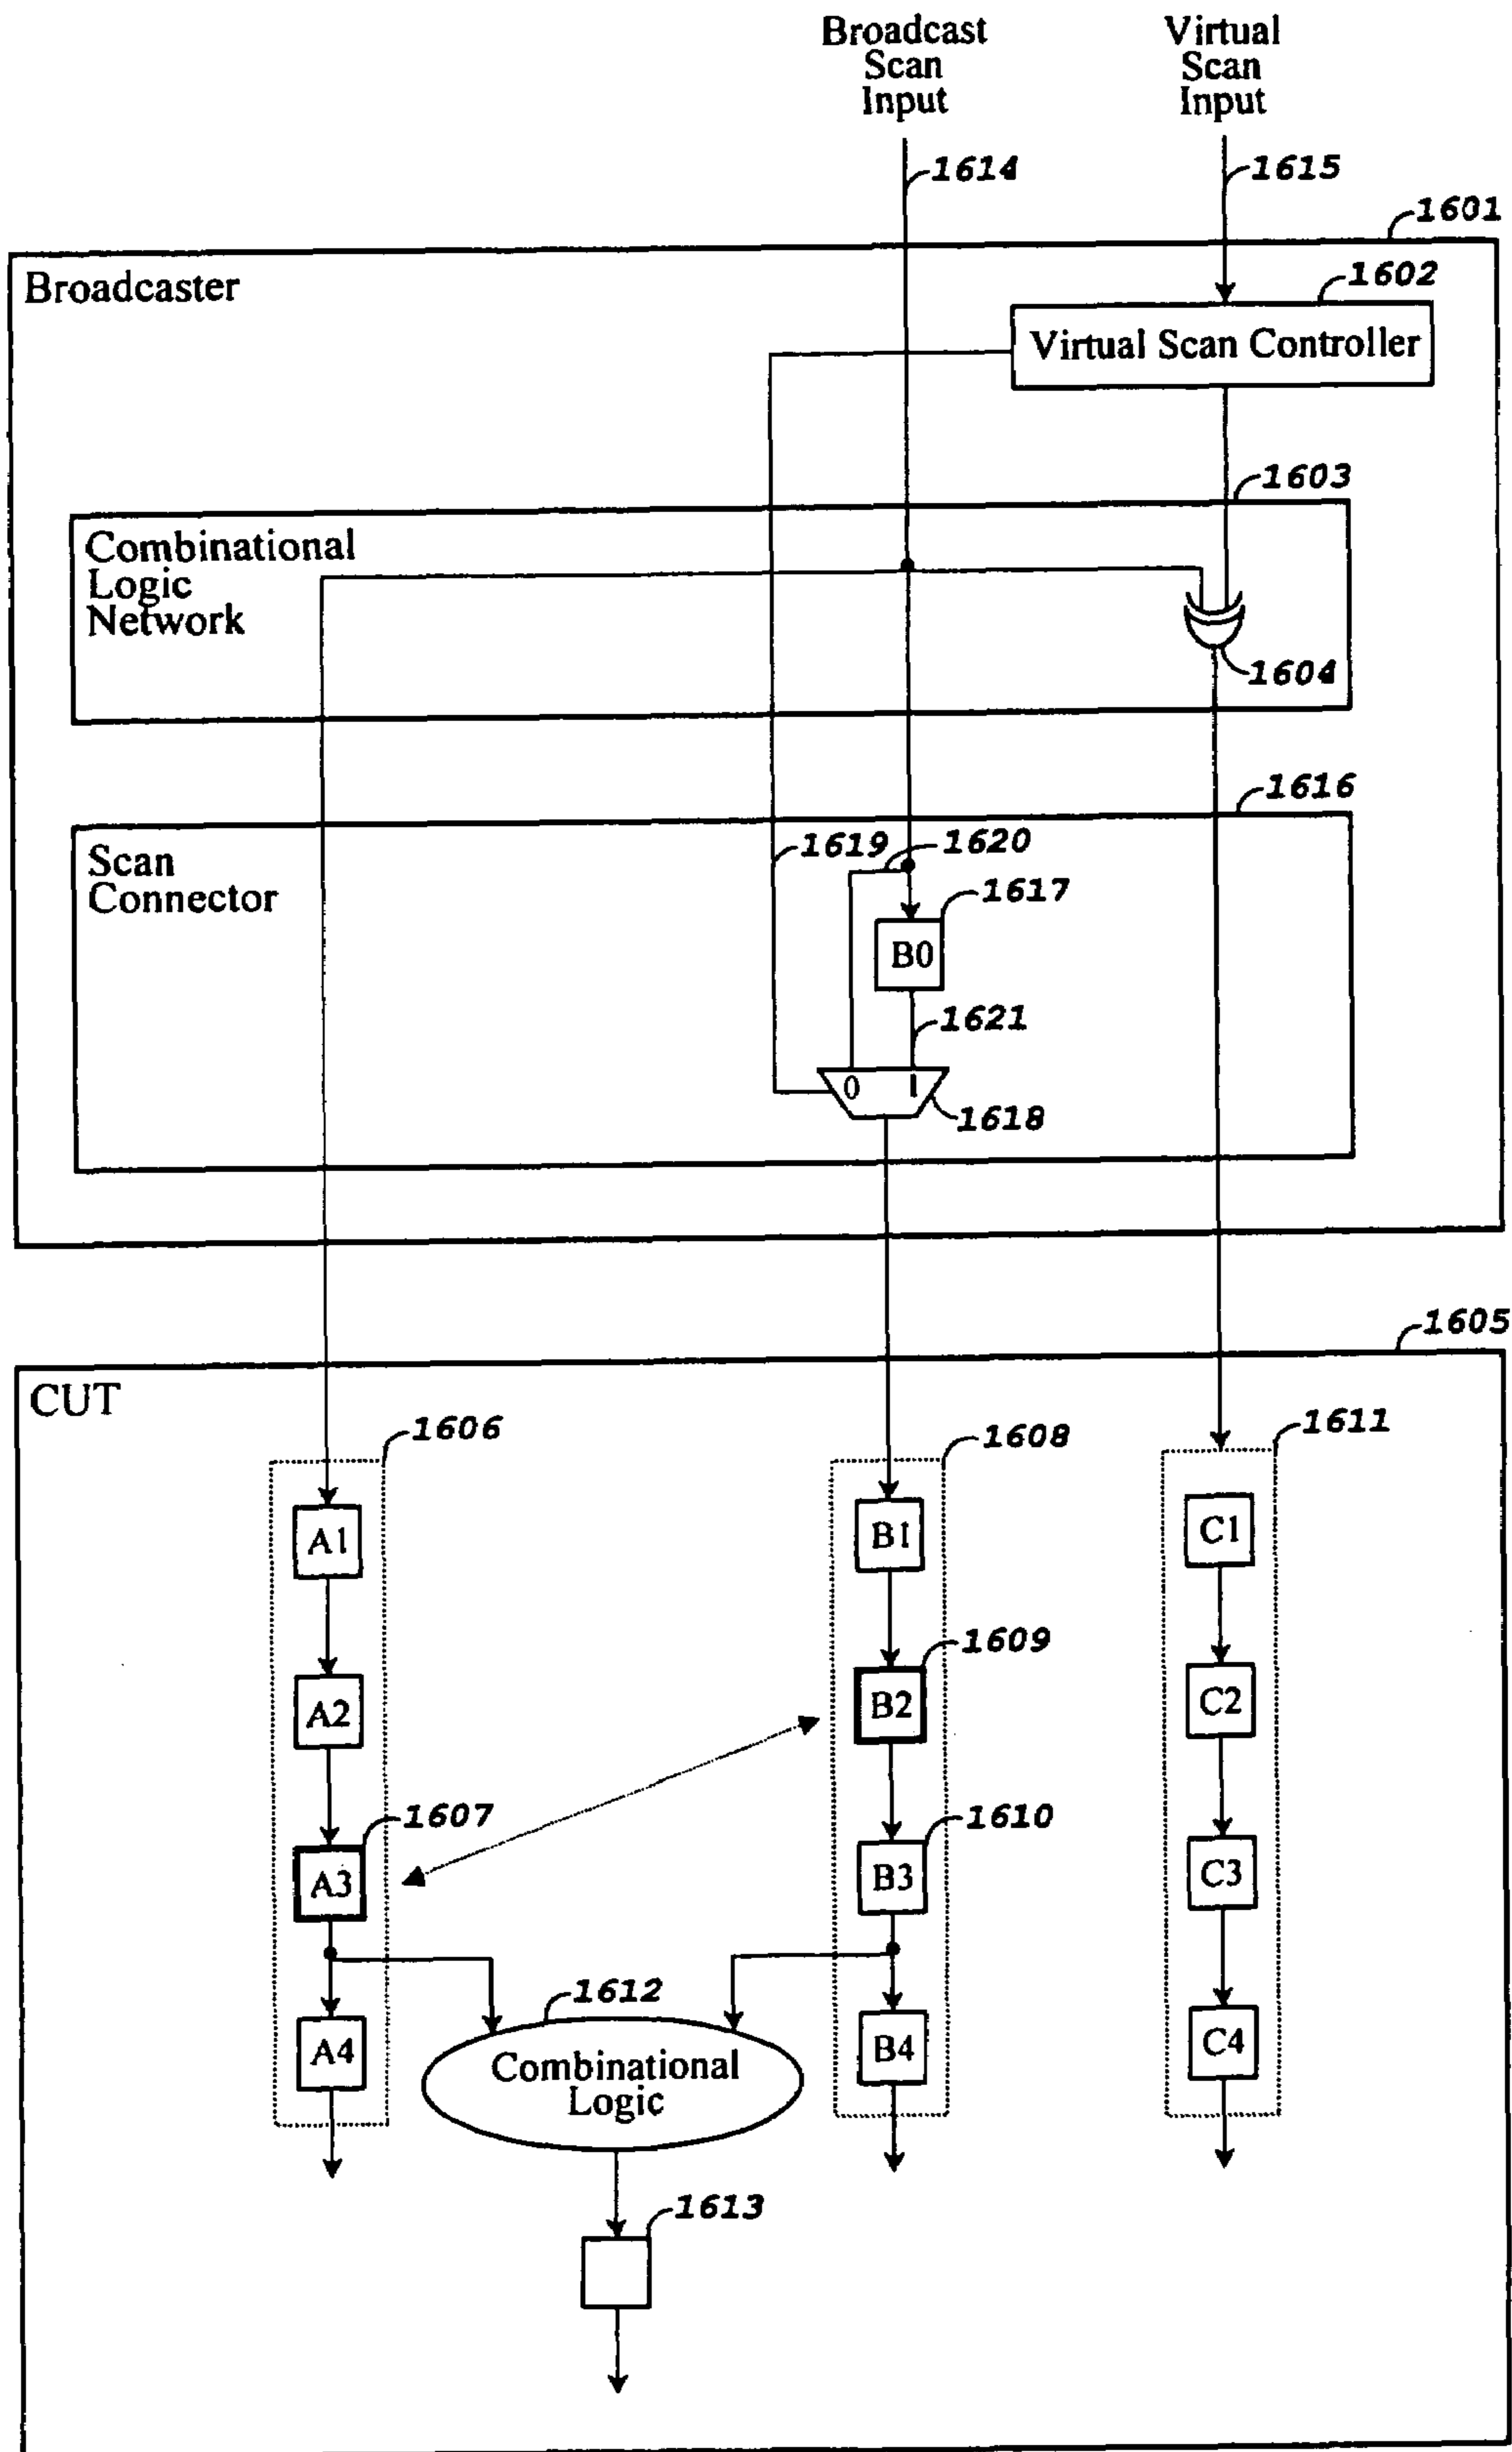 Broadcast
Scan
Input
Virtual
Scan
Input
1614
1615
1601
Broadcaster
1602
Virtual Scan Controller
1603
Combinational
Logic
Network
1604
1616
Scan
Connector
1619
1620
1617
B0
1621
0
1
1618
1605
CUT
1606
1608
1611
A1
B1
C1
1609
A2
B2
C2
1607
1610
A3
B3
C3
1612
A4
Combinational
Logic
B4
C4
1613